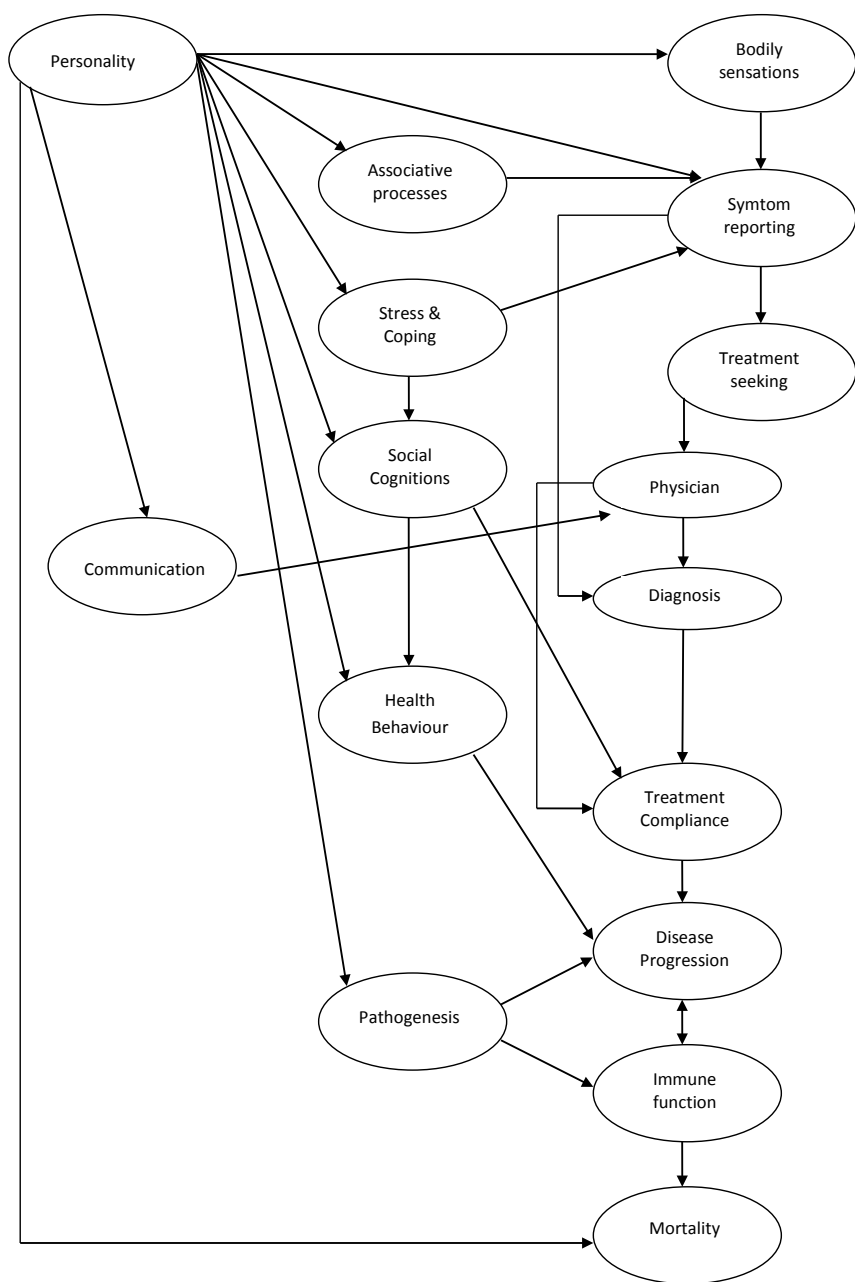 Personality
Bodily
sensations
Associative
processes
Symtom
reporting
Stress &
Coping
Treatment
seeking
Social
Cognitions
Physician
Communication
Diagnosis
Health
Behaviour
Treatment
Compliance
Disease
Progression
Pathogenesis
Immune
function
Mortality